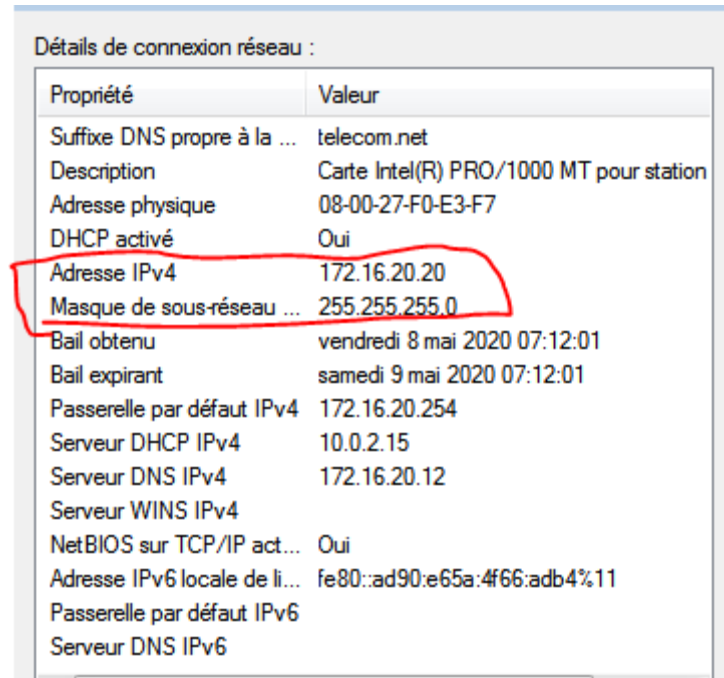 Détails de connexion réseau :
Propriété Valeur
Suffixe DNS propre à la ... telecom.net
Description Carte Intel(R) PRO/1000 MT pour station
Adresse physique 08-00-27-F0-E3-F7
DHCP activé Oui
Adresse IPv4 172.16.20.20
Masque de sous-réseau ... 255.255.255.0
Bail obtenu vendredi 8 mai 2020 07:12:01
Bail expirant samedi 9 mai 2020 07:12:01
Passerelle par défaut IPv4 172.16.20.254
Serveur DHCP IPv4 10.0.2.15
Serveur DNS IPv4 172.16.20.12
Serveur WINS IPv4
NetBIOS sur TCP/IP act... Oui
Adresse IPv6 locale de li... fe80::ad90:e65a:4f66:adb4%11
Passerelle par défaut IPv6
Serveur DNS IPv6